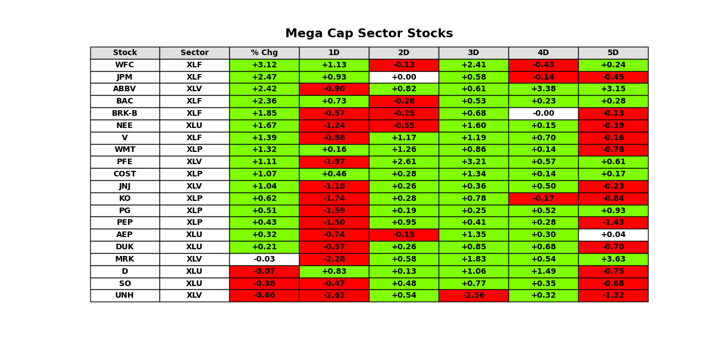 Mega Cap Sector Stocks
Stock Sector % Chg 1D 2D 3D 4D 5D
WFC XLF +3.12 +1.13 -0.13 +2.41 -0.43 +0.24
JPM XLF +2.47 +0.93 +0.00 +0.58 -0.14 -0.45
ABBV XLV +2.42 -0.90 +0.82 +0.61 +3.38 +3.15
BAC XLF +2.36 +0.73 -0.28 +0.53 +0.23 +0.28
BRK-B XLF +1.85 -0.57 -0.25 +0.68 -0.00 -0.13
NEE XLU +1.67 -1.24 -0.55 +1.60 +0.15 -0.39
V XLF +1.39 -0.88 +1.17 +1.19 +0.70 -0.16
WMT XLP +1.32 +0.16 +1.26 +0.86 +0.14 -0.78
PFE XLV +1.11 -1.97 +2.61 +3.21 +0.57 +0.61
COST XLP +1.07 +0.46 +0.28 +1.34 +0.14 +0.17
JNJ XLV +1.04 -1.16 +0.26 +0.36 +0.50 -0.23
KO XLP +0.62 -1.74 +0.28 +0.78 -0.17 -0.84
PG XLP +0.51 -1.59 +0.19 +0.25 +0.52 +0.93
PEP XLP +0.43 -1.50 +0.95 +0.41 +0.28 -1.43
AEP XLU +0.32 -0.74 -0.15 +1.35 +0.30 +0.04
DUK XLU +0.21 -0.57 +0.26 +0.85 +0.68 -0.70
MRK XLV -0.03 -2.28 +0.58 +1.83 +0.54 +3.63
D XLU -0.07 +0.83 +0.13 +1.06 +1.49 -0.75
SO XLU -0.38 -0.47 +0.48 +0.77 +0.35 -0.68
UNH XLV -0.66 -2.62 +0.54 -2.56 +0.32 -1.32